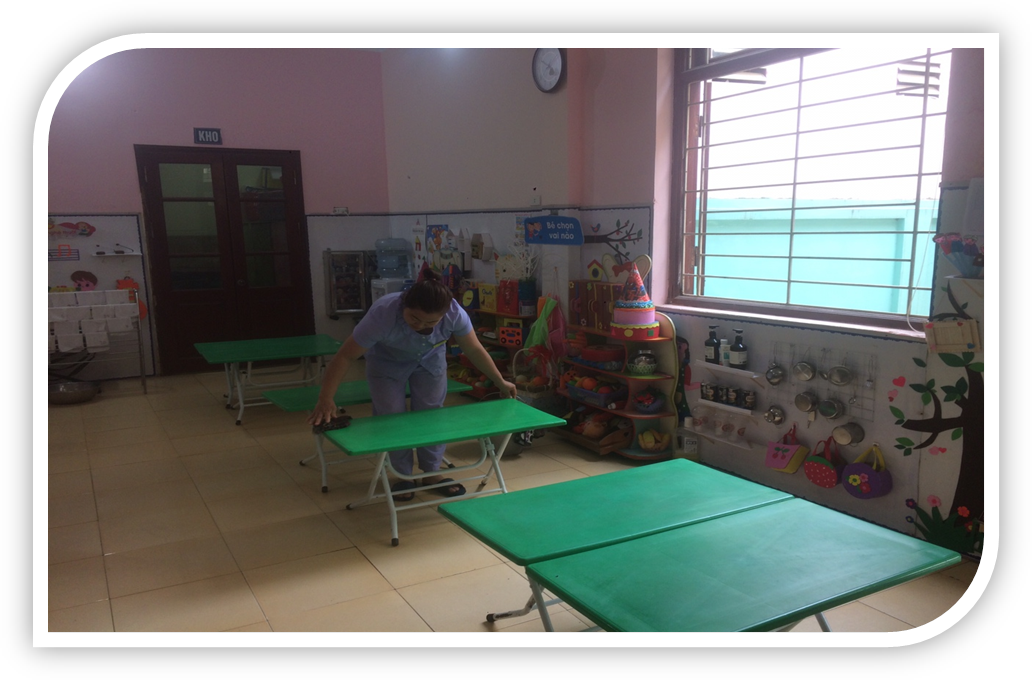 KHO
Bé chọn
vai nào